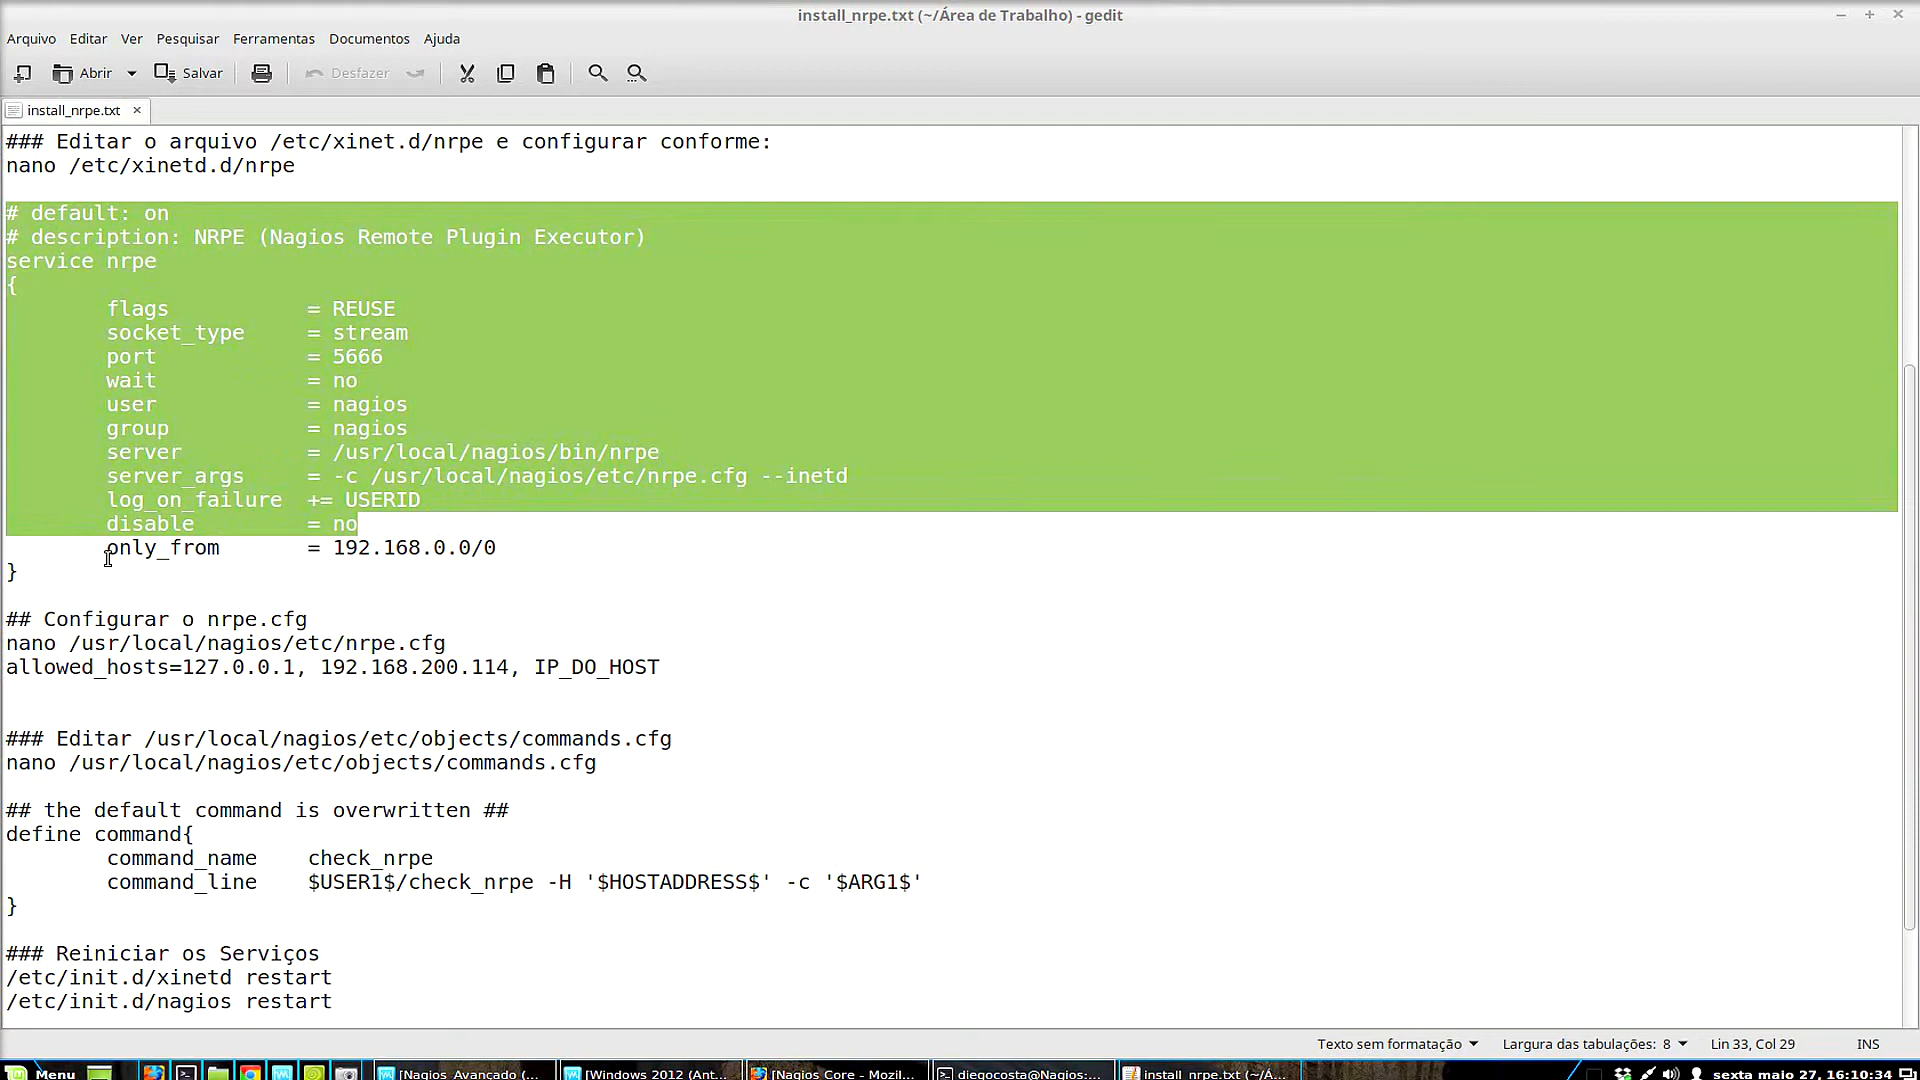 install_nrpe.txt (~/Área de Trabalho) - gedit
Arquivo Editar Ver Pesquisar Ferramentas Documentos Ajuda
Abrir Salvar Desfazer
install_nrpe.txt
### Editar o arquivo /etc/xinet.d/nrpe e configurar conforme:
nano /etc/xinetd.d/nrpe
# default: on
# description: NRPE (Nagios Remote Plugin Executor)
service nrpe
{
flags = REUSE
socket_type = stream
port = 5666
wait = no
user = nagios
group = nagios
server = /usr/local/nagios/bin/nrpe
server_args = -c /usr/local/nagios/etc/nrpe.cfg --inetd
log_on_failure += USERID
disable = no
only_from = 192.168.0.0/0
}
## Configurar o nrpe.cfg
nano /usr/local/nagios/etc/nrpe.cfg
allowed_hosts=127.0.0.1, 192.168.200.114, IP_DO_HOST
### Editar /usr/local/nagios/etc/objects/commands.cfg
nano /usr/local/nagios/etc/objects/commands.cfg
## the default command is overwritten ##
define command{
command_name check_nrpe
command_line $USER1$/check_nrpe -H '$HOSTADDRESS$' -c '$ARG1$'
}
### Reiniciar os Serviços
/etc/init.d/xinetd restart
/etc/init.d/nagios restart
Texto sem formatação Largura das tabulações: 8 Lin 33, Col 29 INS
Menu [Nagios_Avançado (... [Windows 2012 (Ant... [Nagios Core - Mozil... diegocosta@Nagios:... install_nrpe.txt (~/Á... sexta maio 27, 16:10:34